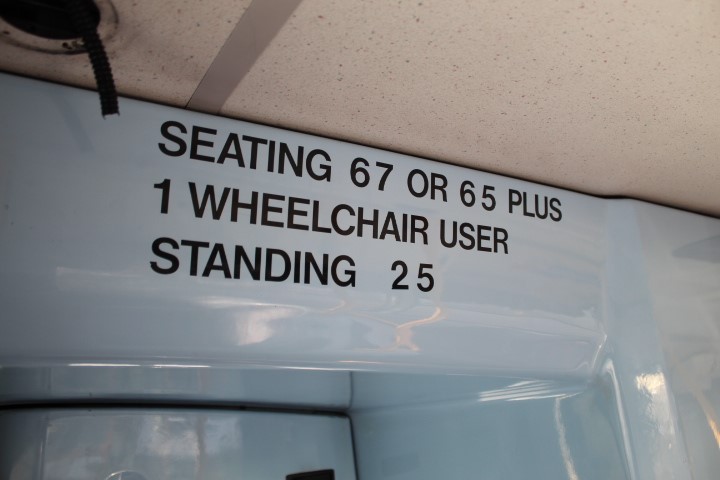 SEATING 67 OR 65 PLUS
1 WHEELCHAIR USER
STANDING 25